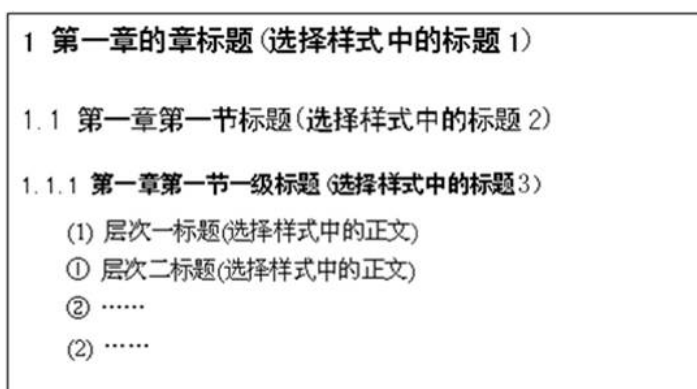 1 第一章的章标题(选择样式中的标题1)
1.1 第一章第一节标题(选择样式中的标题2)
1.1.1 第一章第一节一级标题(选择样式中的标题3)
(1) 层次一标题(选择样式中的正文)
① 层次二标题(选择样式中的正文)
② ……
(2) ……